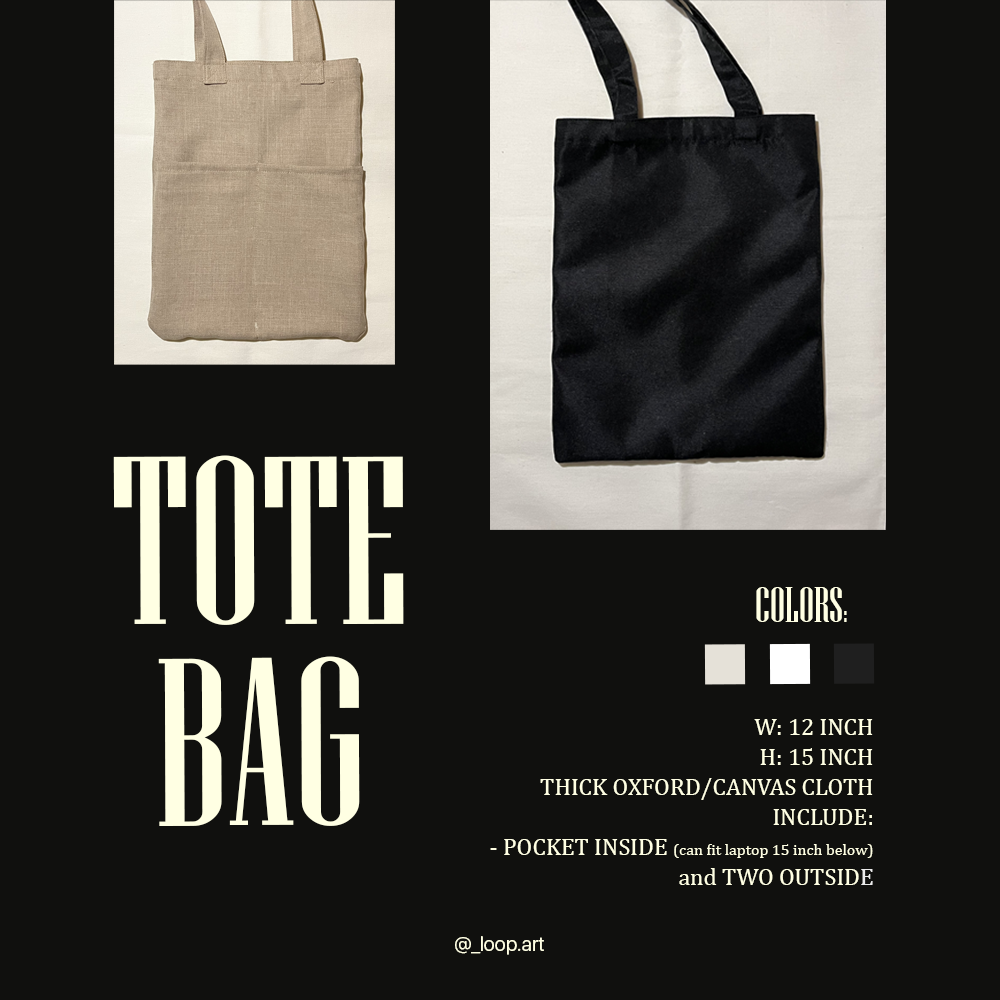 TOTE
BAG
COLORS:
W: 12 INCH
H: 15 INCH
THICK OXFORD/CANVAS CLOTH
INCLUDE:
- POCKET INSIDE (can fit laptop 15 inch below)
and TWO OUTSIDE
@_loop.art